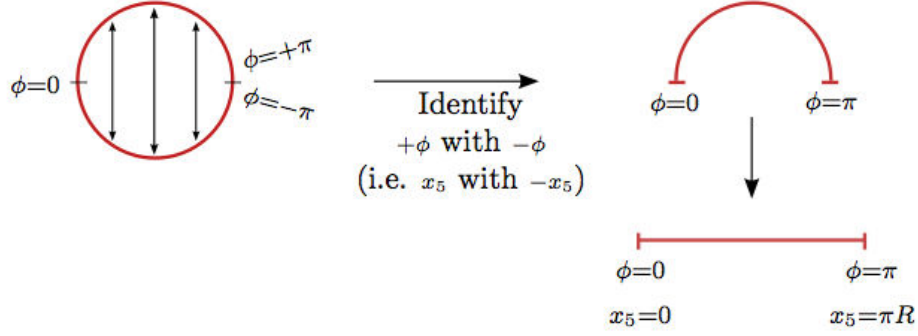 ϕ=0
ϕ=+π
ϕ=−π
Identify
+ϕ with −ϕ
(i.e. x₅ with −x₅)
ϕ=0
ϕ=π
ϕ=0
ϕ=π
x₅=0
x₅=πR